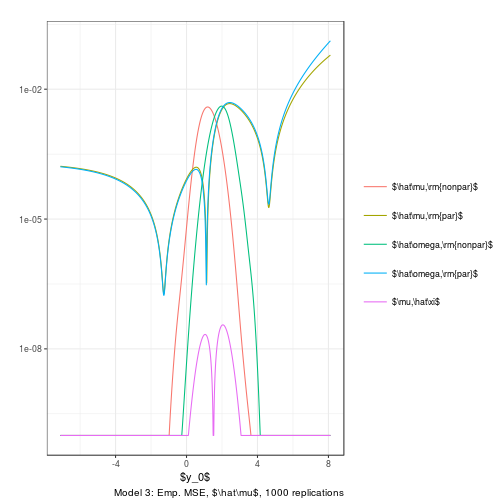 1e-02
1e-05
1e-08
-4
0
4
8
$y_0$
Model 3: Emp. MSE, $\hat\mu$, 1000 replications
$\hat\mu,\rm{nonpar}$
$\hat\mu,\rm{par}$
$\hat\omega,\rm{nonpar}$
$\hat\omega,\rm{par}$
$\mu,\hat\xi$